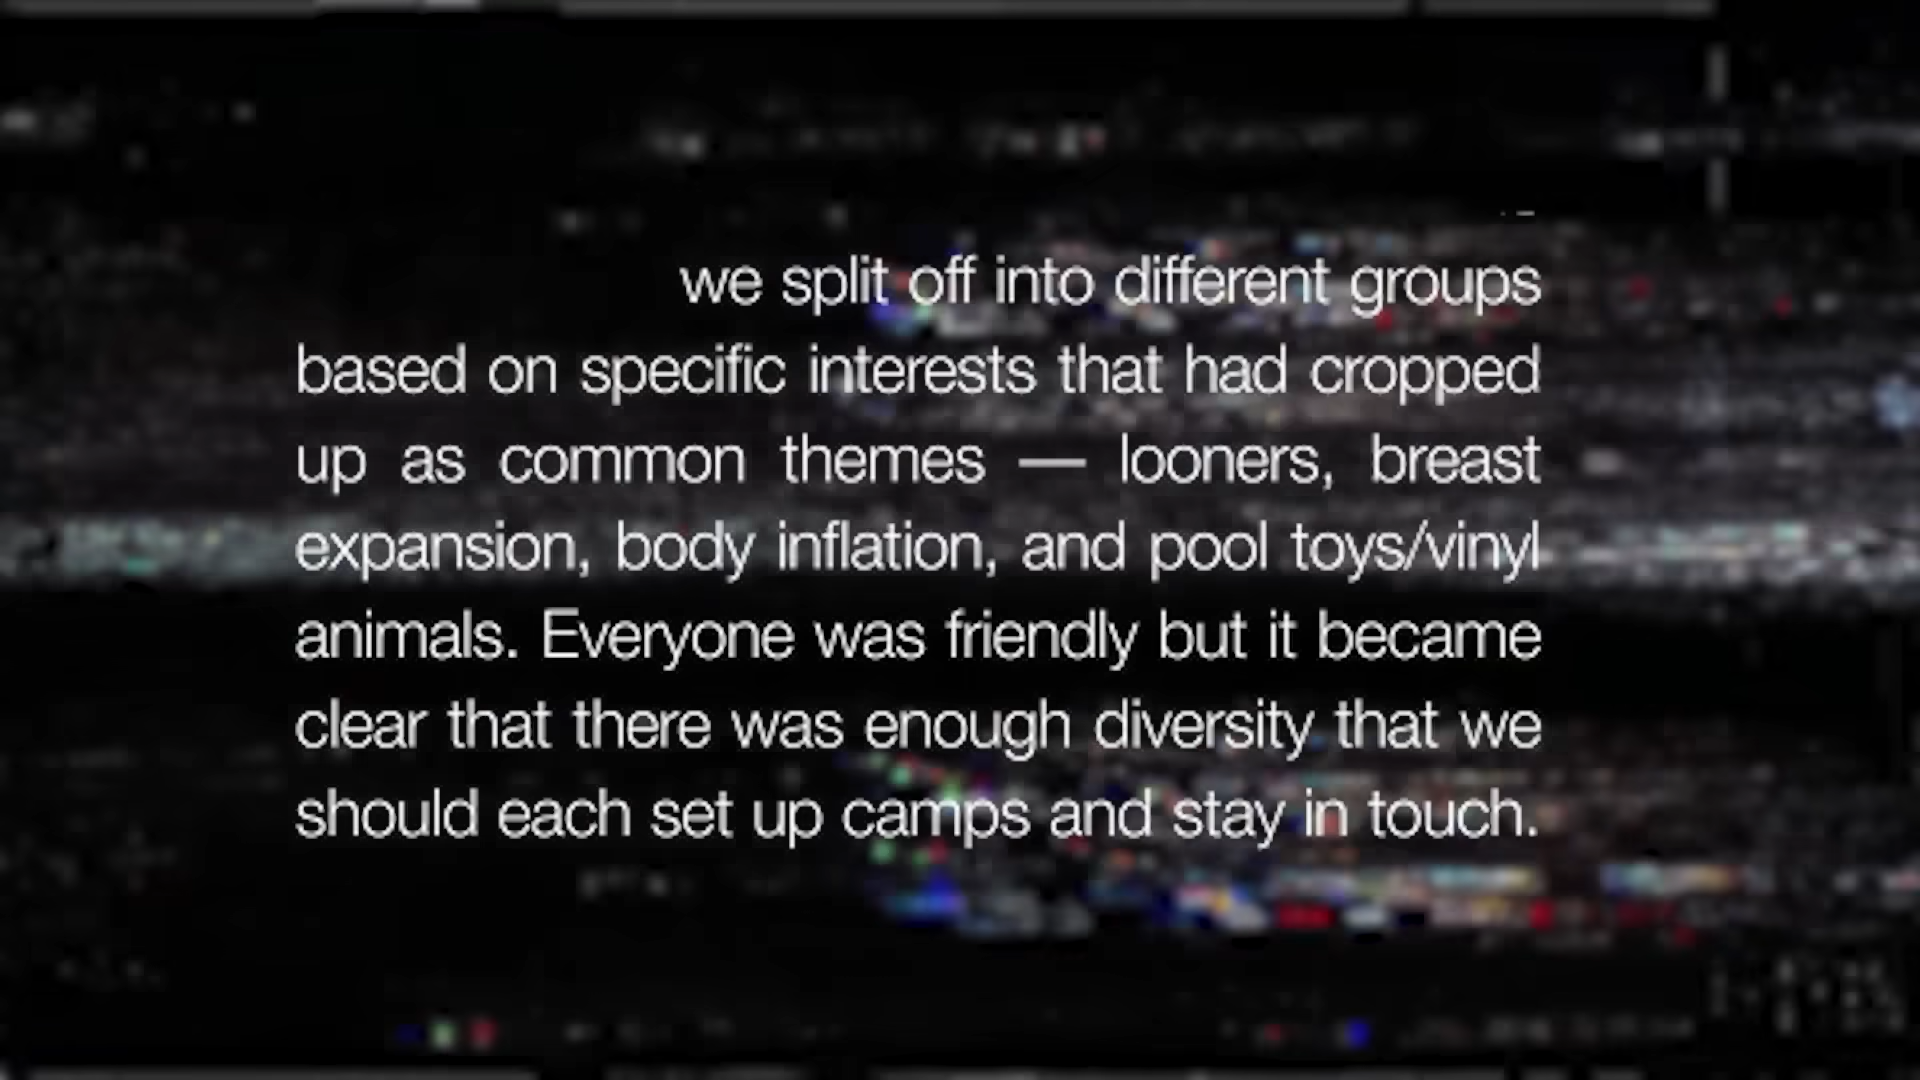 we split off into different groups
based on specific interests that had cropped
up as common themes — looners, breast
expansion, body inflation, and pool toys/vinyl
animals. Everyone was friendly but it became
clear that there was enough diversity that we
should each set up camps and stay in touch.